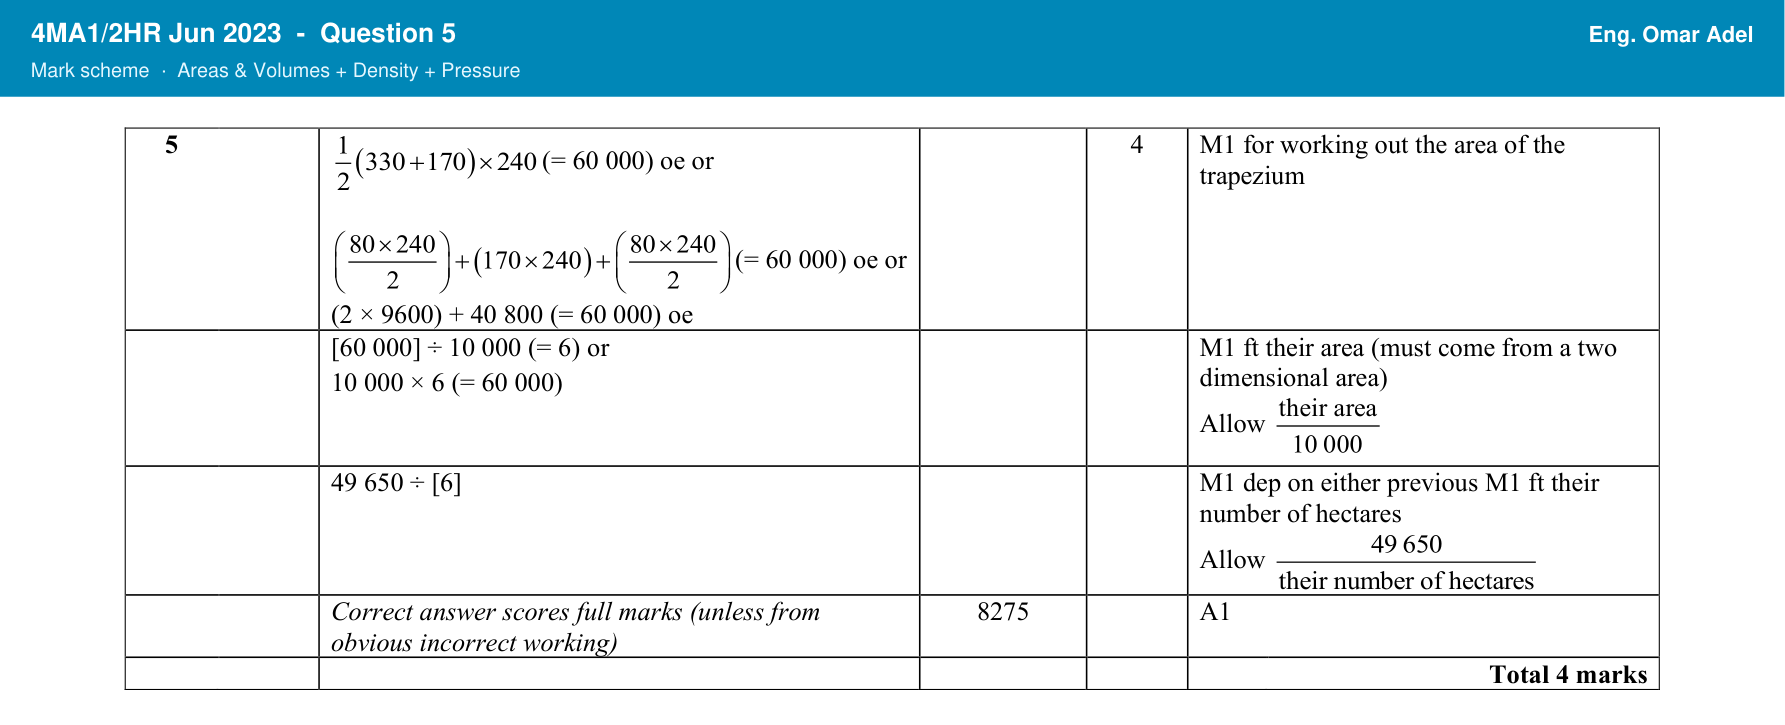 4MA1/2HR Jun 2023 - Question 5
Eng. Omar Adel
Mark scheme · Areas & Volumes + Density + Pressure
5
1/2 (330+170)×240 (= 60 000) oe or
4
M1 for working out the area of the
trapezium
(80×240/2)+(170×240)+(80×240/2)(= 60 000) oe or
(2 × 9600) + 40 800 (= 60 000) oe
[60 000] ÷ 10 000 (= 6) or
10 000 × 6 (= 60 000)
M1 ft their area (must come from a two
dimensional area)
Allow their area/10 000
49 650 ÷ [6]
M1 dep on either previous M1 ft their
number of hectares
Allow 49 650/their number of hectares
Correct answer scores full marks (unless from
obvious incorrect working)
8275
A1
Total 4 marks